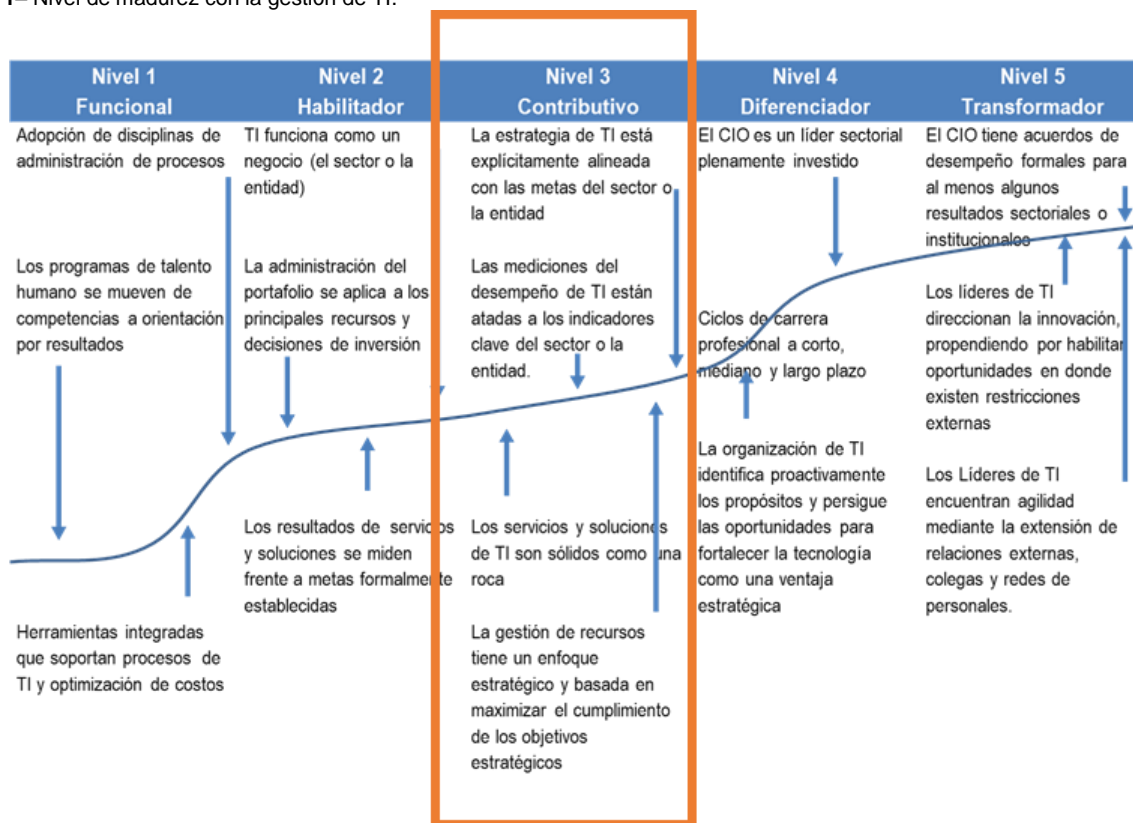 Nivel de madurez con la gestión de TI.
Nivel 1
Funcional
Adopción de disciplinas de
administración de procesos
Los programas de talento
humano se mueven de
competencias a orientación
por resultados
Herramientas integradas
que soportan procesos de
TI y optimización de costos
Nivel 2
Habilitador
TI funciona como un
negocio (el sector o la
entidad)
La administración del
portafolio se aplica a los
principales recursos y
decisiones de inversión
Los resultados de servicios
y soluciones se miden
frente a metas formalmente
establecidas
Nivel 3
Contributivo
La estrategia de TI está
explícitamente alineada
con las metas del sector o
la entidad
Las mediciones del
desempeño de TI están
atadas a los indicadores
clave del sector o la
entidad.
Los servicios y soluciones
de TI son sólidos como una
roca
La gestión de recursos
tiene un enfoque
estratégico y basada en
maximizar el cumplimiento
de los objetivos
estratégicos
Nivel 4
Diferenciador
El CIO es un líder sectorial
plenamente investido
Ciclos de carrera
profesional a corto,
mediano y largo plazo
La organización de TI
identifica proactivamente
los propósitos y persigue
las oportunidades para
fortalecer la tecnología
como una ventaja
estratégica
Nivel 5
Transformador
El CIO tiene acuerdos de
desempeño formales para
al menos algunos
resultados sectoriales o
institucionales
Los líderes de TI
direccionan la innovación,
propendiendo por habilitar
oportunidades en donde
existen restricciones
externas
Los Líderes de TI
encuentran agilidad
mediante la extensión de
relaciones externas,
colegas y redes de
personales.